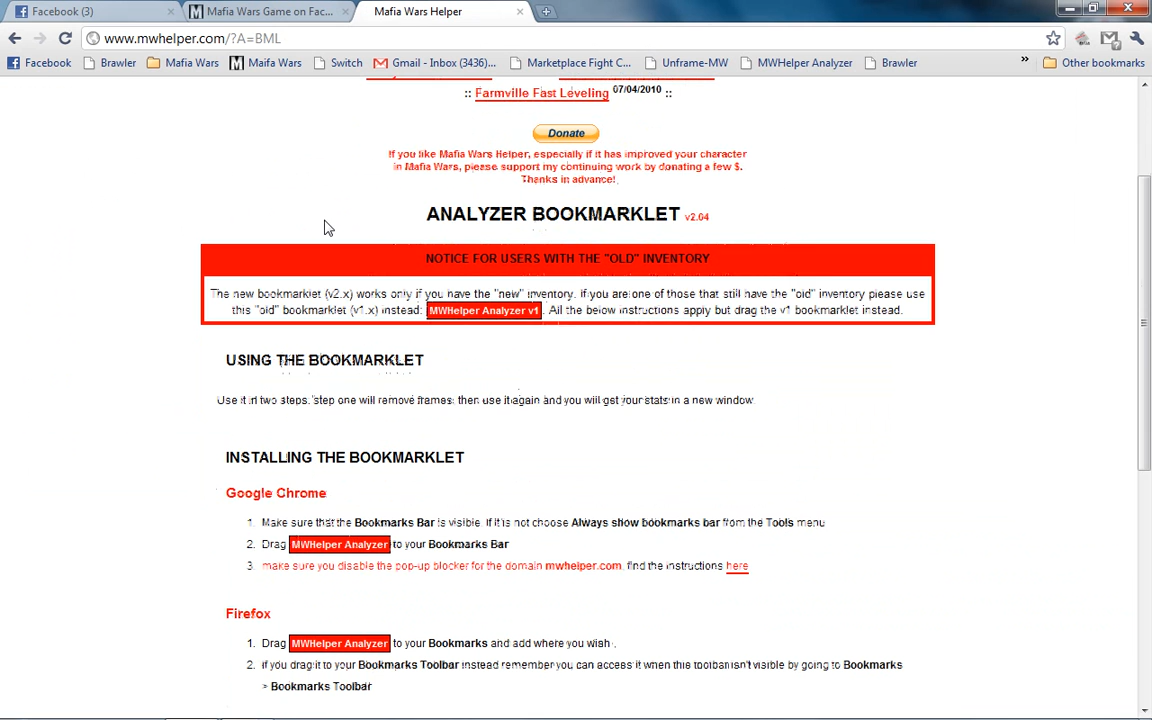 Facebook (3)
Mafia Wars Game on Fac...
Mafia Wars Helper
www.mwhelper.com/?A=BML
Facebook
Brawler
Mafia Wars
Maifa Wars
Switch
Gmail - Inbox (3436)...
Marketplace Fight C...
Unframe-MW
MWHelper Analyzer
Brawler
»
Other bookmarks
:: Farmville Fast Leveling 07/04/2010 ::
Donate
If you like Mafia Wars Helper, especially if it has improved your character
in Mafia Wars, please support my continuing work by donating a few $.
Thanks in advance!
ANALYZER BOOKMARKLET v2.04
NOTICE FOR USERS WITH THE "OLD" INVENTORY
The new bookmarklet (v2.x) works only if you have the "new" inventory. If you are one of those that still have the "old" inventory please use
this "old" bookmarklet (v1.x) instead: MWHelper Analyzer v1. All the below instructions apply but drag the v1 bookmarklet instead.
USING THE BOOKMARKLET
Use it in two steps, step one will remove frames, then use it again and you will get your stats in a new window.
INSTALLING THE BOOKMARKLET
Google Chrome
1. Make sure that the Bookmarks Bar is visible. If it is not choose Always show bookmarks bar from the Tools menu
2. Drag MWHelper Analyzer to your Bookmarks Bar
3. make sure you disable the pop-up blocker for the domain mwhelper.com, find the instructions here
Firefox
1. Drag MWHelper Analyzer to your Bookmarks and add where you wish.
2. if you drag it to your Bookmarks Toolbar instead remember you can access it when this toolbar isn't visible by going to Bookmarks
> Bookmarks Toolbar